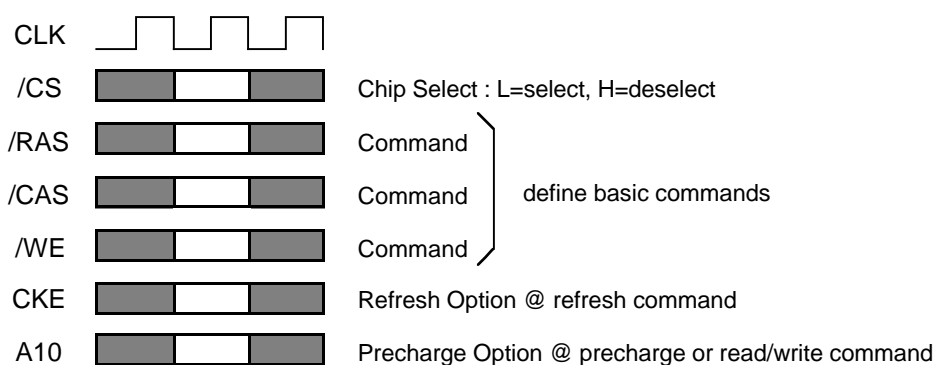 CLK
/CS Chip Select : L=select, H=deselect
/RAS Command
/CAS Command define basic commands
/WE Command
CKE Refresh Option @ refresh command
A10 Precharge Option @ precharge or read/write command